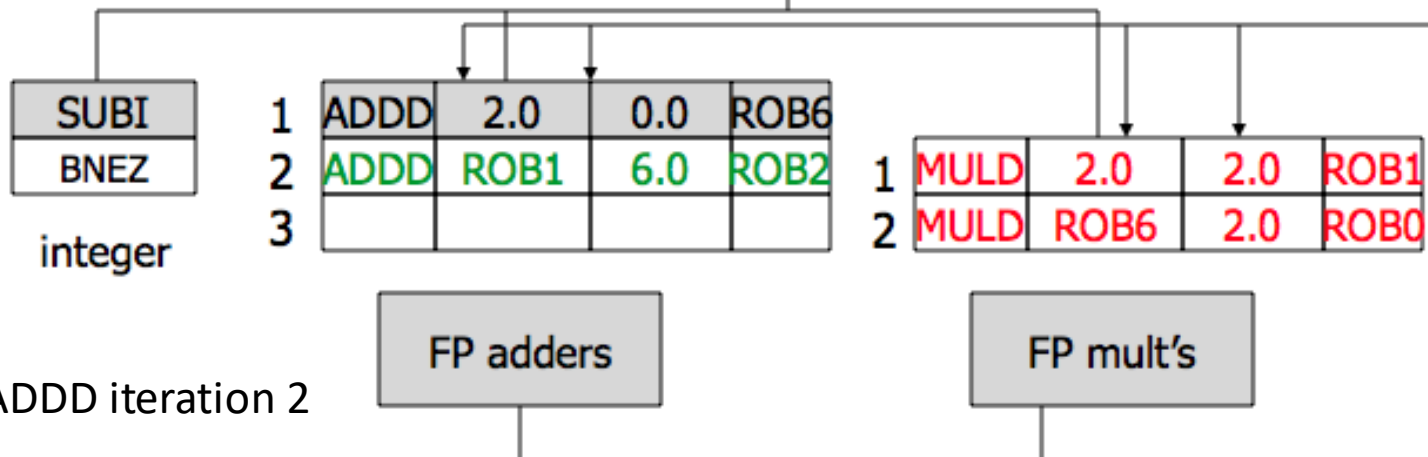 SUBI
BNEZ
integer
1 ADDD 2.0 0.0 ROB6
2 ADDD ROB1 6.0 ROB2
3
1 MULD 2.0 2.0 ROB1
2 MULD ROB6 2.0 ROB0
FP adders
FP mult's
ADDD iteration 2